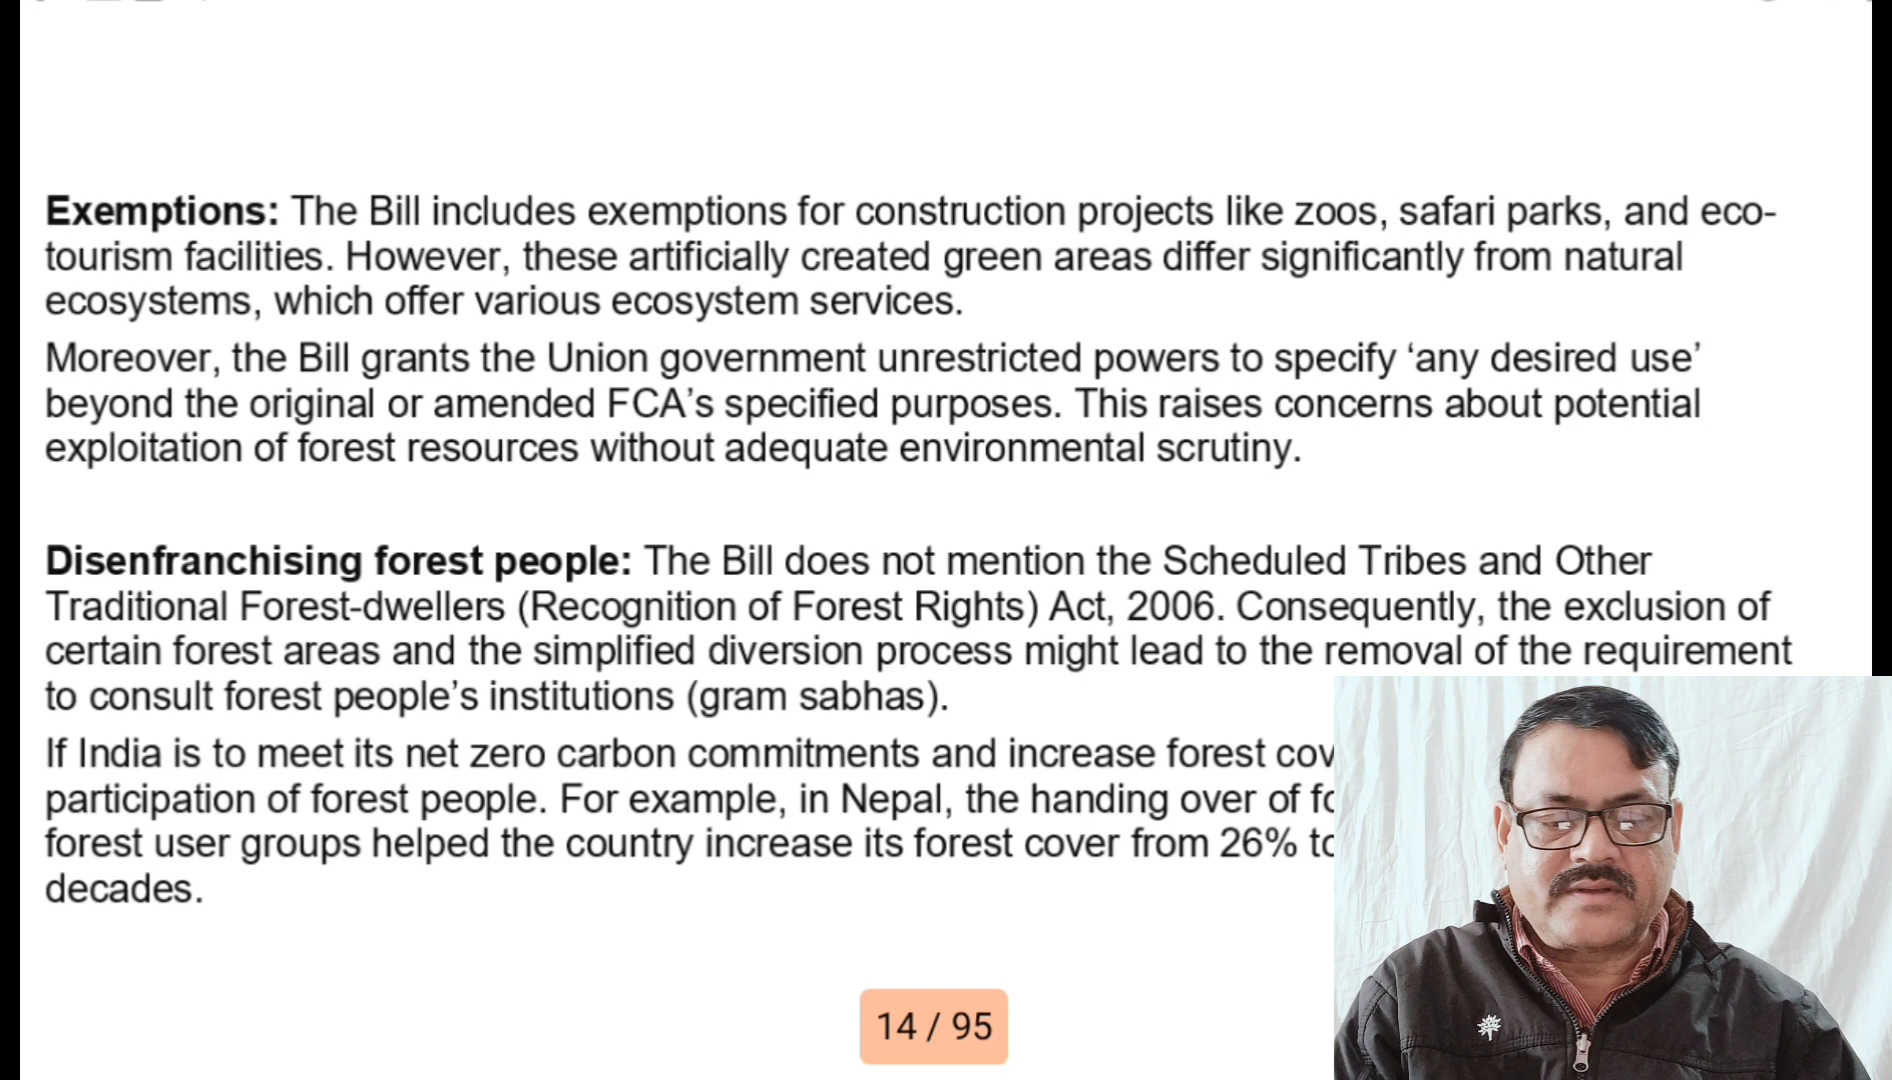 Exemptions: The Bill includes exemptions for construction projects like zoos, safari parks, and eco-
tourism facilities. However, these artificially created green areas differ significantly from natural
ecosystems, which offer various ecosystem services.
Moreover, the Bill grants the Union government unrestricted powers to specify ‘any desired use’
beyond the original or amended FCA’s specified purposes. This raises concerns about potential
exploitation of forest resources without adequate environmental scrutiny.
Disenfranchising forest people: The Bill does not mention the Scheduled Tribes and Other
Traditional Forest-dwellers (Recognition of Forest Rights) Act, 2006. Consequently, the exclusion of
certain forest areas and the simplified diversion process might lead to the removal of the requirement
to consult forest people’s institutions (gram sabhas).
If India is to meet its net zero carbon commitments and increase forest
participation of forest people. For example, in Nepal, the handing over of
forest user groups helped the country increase its forest cover from 26%
decades.
14 / 95